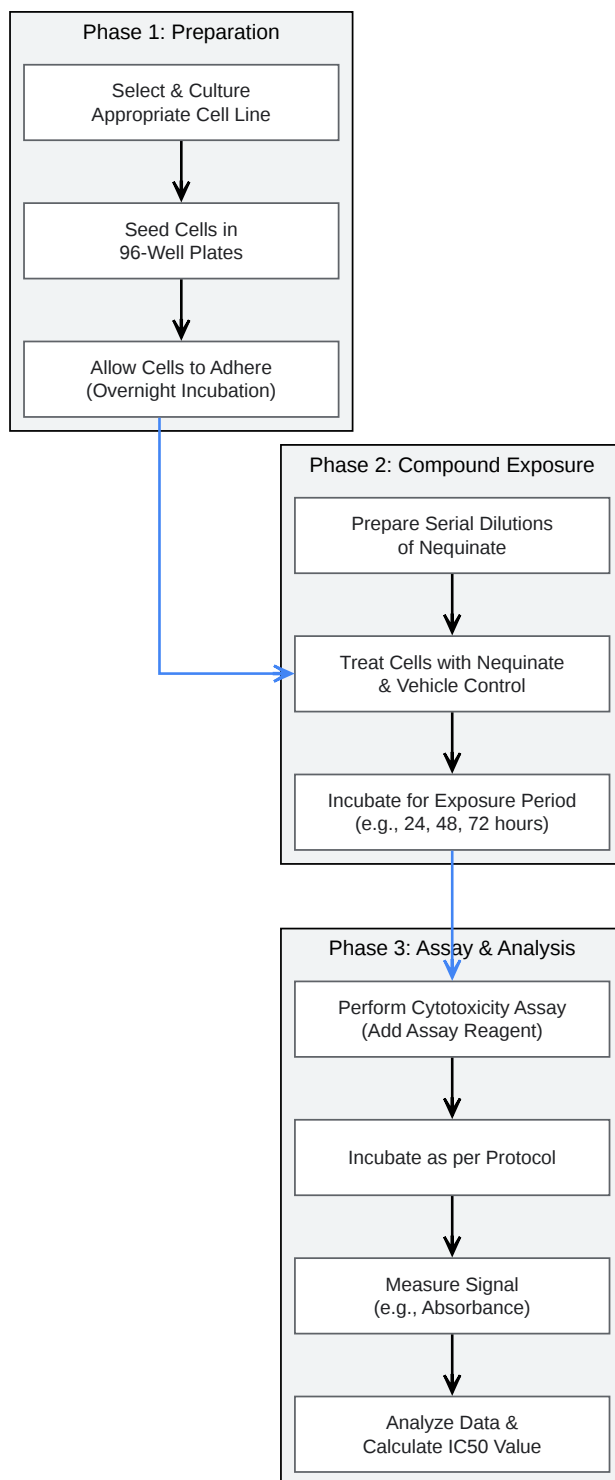 Phase 1: Preparation
Select & Culture
Appropriate Cell Line
Seed Cells in
96-Well Plates
Allow Cells to Adhere
(Overnight Incubation)
Phase 2: Compound Exposure
Prepare Serial Dilutions
of Nequinate
Treat Cells with Nequinate
& Vehicle Control
Incubate for Exposure Period
(e.g., 24, 48, 72 hours)
Phase 3: Assay & Analysis
Perform Cytotoxicity Assay
(Add Assay Reagent)
Incubate as per Protocol
Measure Signal
(e.g., Absorbance)
Analyze Data &
Calculate IC50 Value